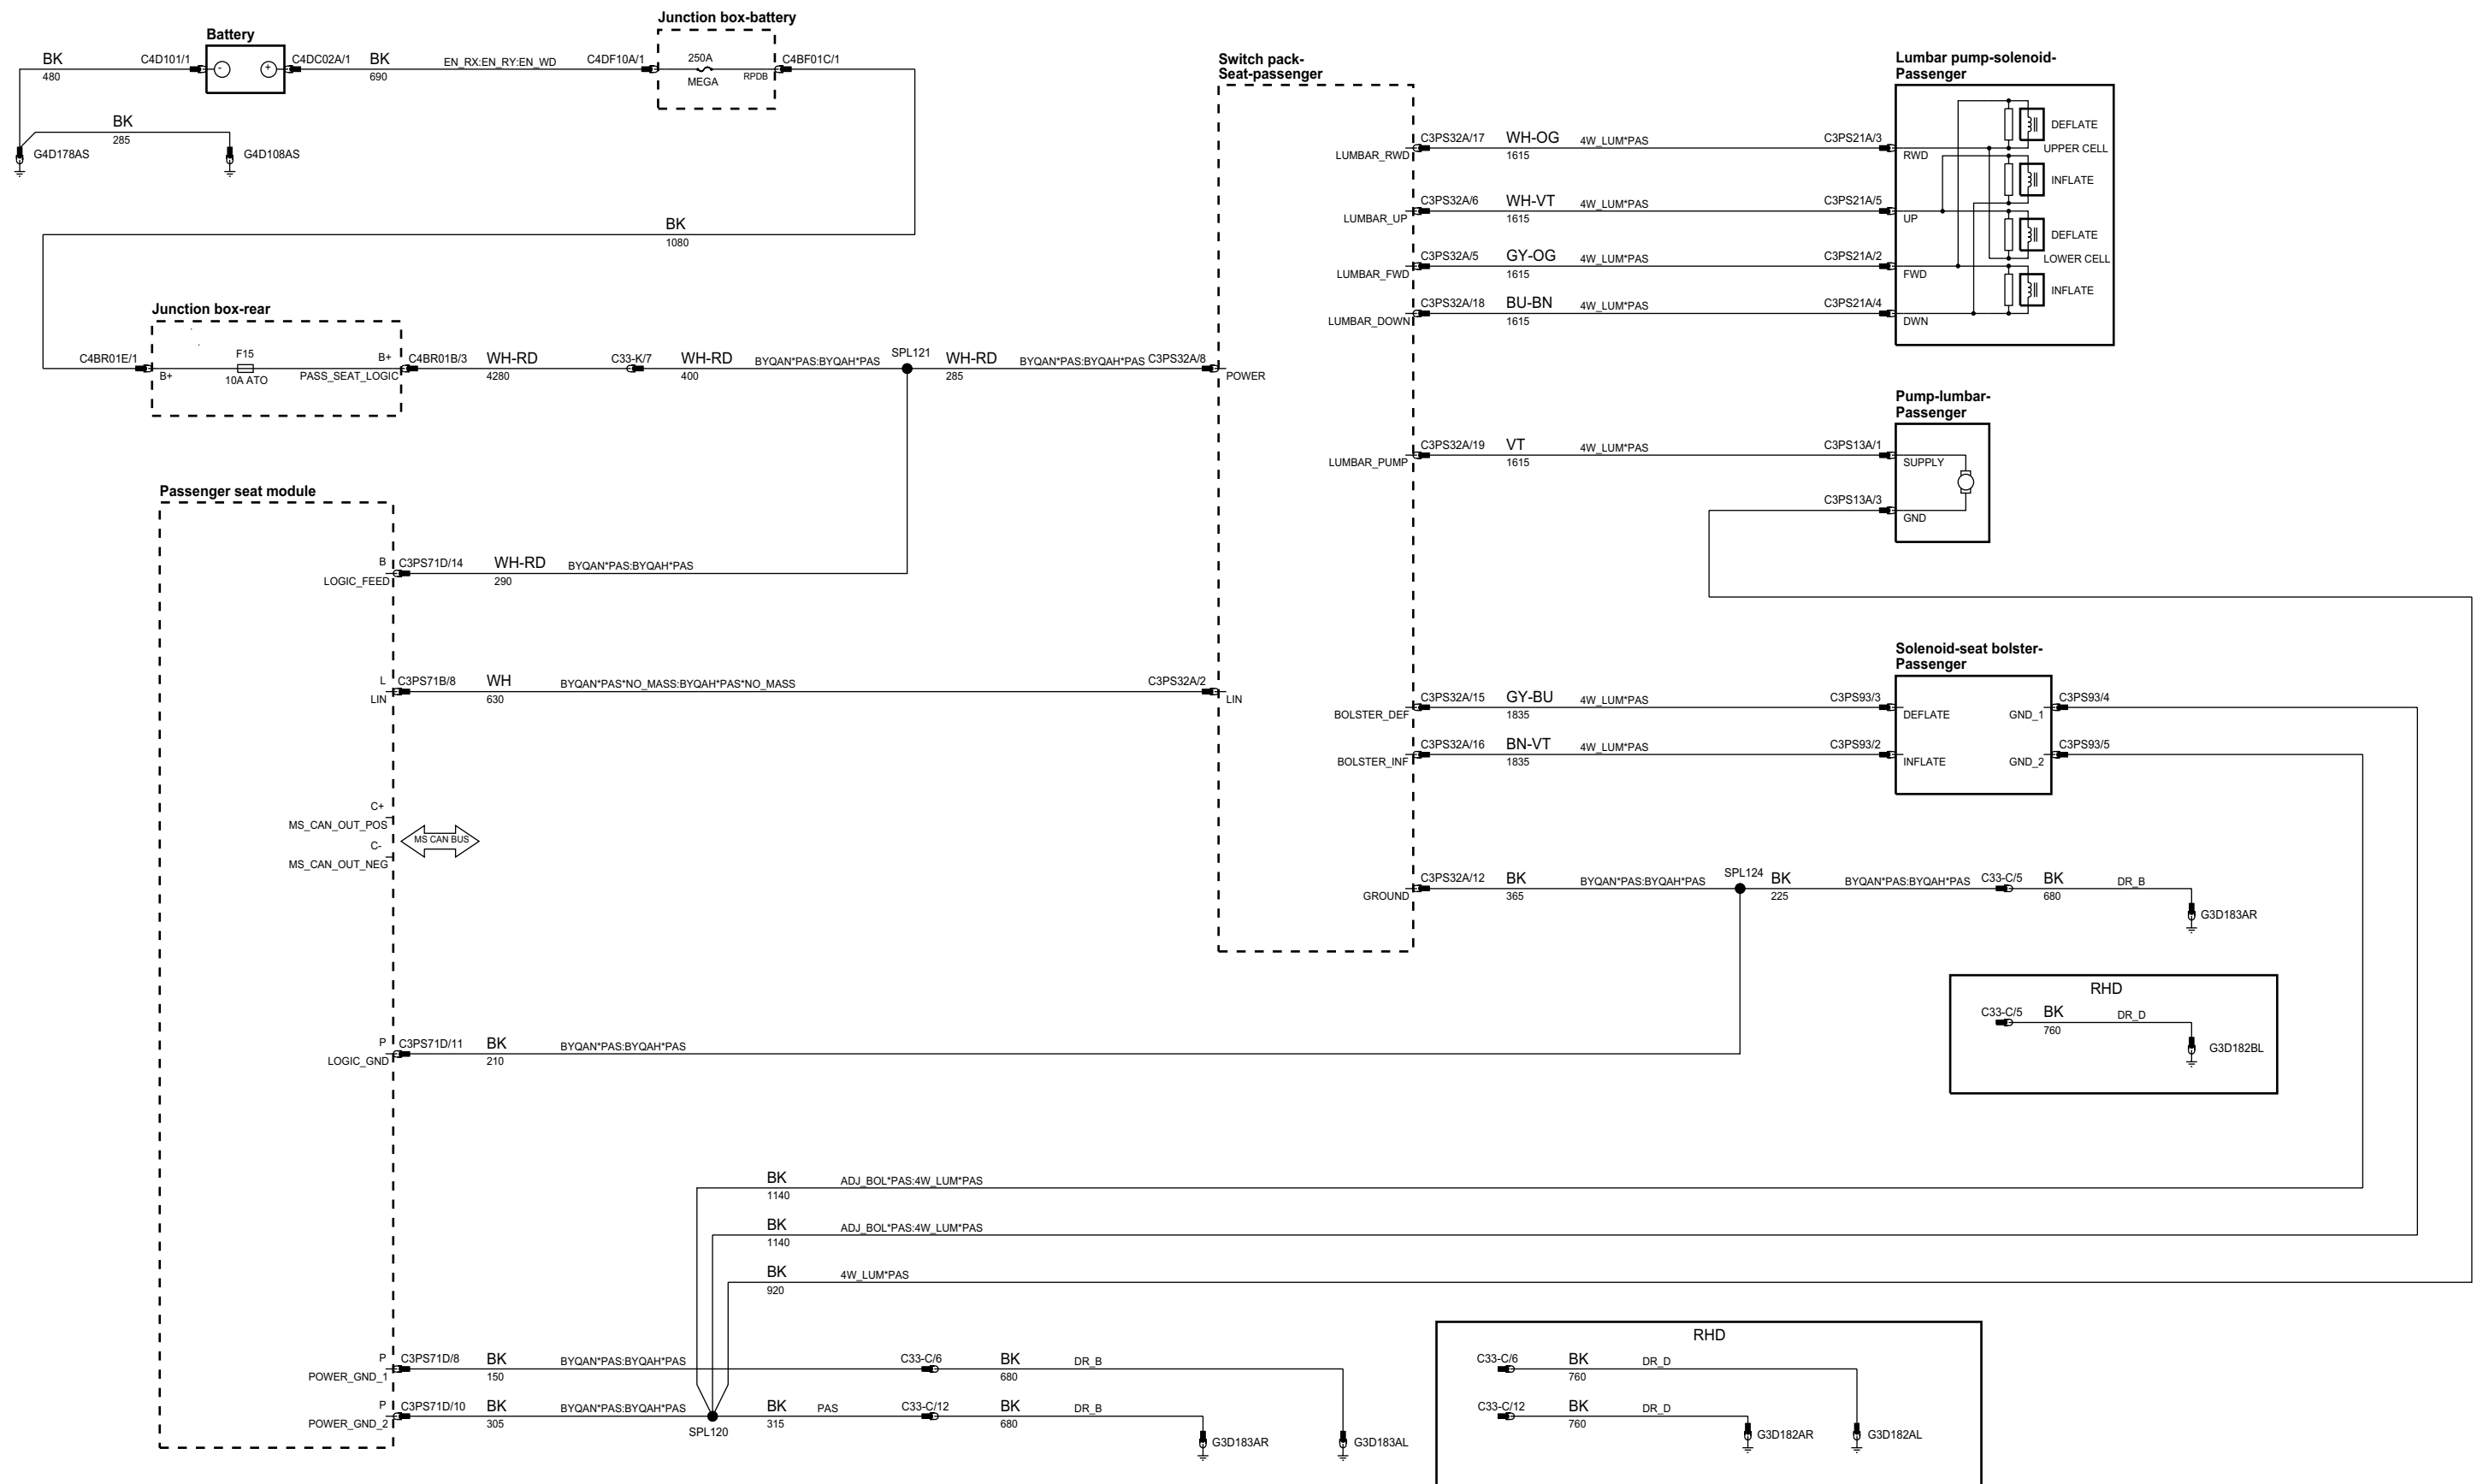 Junction box-battery
Battery
BK
480
C4D101/1
-
+
C4DC02A/1
BK
690
EN_RX:EN_RY:EN_WD
C4DF10A/1
250A
MEGA
RPDB
C4BF01C/1
BK
285
G4D178AS
G4D108AS
BK
1080
Junction box-rear
C4BR01E/1
B+
F15
10A ATO
B+
PASS_SEAT_LOGIC
C4BR01B/3
WH-RD
4280
C33-K/7
WH-RD
400
BYQAN*PAS:BYQAH*PAS
SPL121
WH-RD
285
BYQAN*PAS:BYQAH*PAS
C3PS32A/8
POWER
Switch pack-
Seat-passenger
LUMBAR_RWD
C3PS32A/17
WH-OG
1615
4W_LUM*PAS
C3PS21A/3
RWD
LUMBAR_UP
C3PS32A/6
WH-VT
1615
4W_LUM*PAS
C3PS21A/5
UP
LUMBAR_FWD
C3PS32A/5
GY-OG
1615
4W_LUM*PAS
C3PS21A/2
FWD
LUMBAR_DOWN
C3PS32A/18
BU-BN
1615
4W_LUM*PAS
C3PS21A/4
DWN
Lumbar pump-solenoid-
Passenger
DEFLATE
UPPER CELL
INFLATE
DEFLATE
LOWER CELL
INFLATE
Pump-lumbar-
Passenger
LUMBAR_PUMP
C3PS32A/19
VT
1615
4W_LUM*PAS
C3PS13A/1
SUPPLY
C3PS13A/3
GND
Passenger seat module
B
LOGIC_FEED
C3PS71D/14
WH-RD
290
BYQAN*PAS:BYQAH*PAS
L
LIN
C3PS71B/8
WH
630
BYQAN*PAS*NO_MASS:BYQAH*PAS*NO_MASS
C3PS32A/2
LIN
C+
MS_CAN_OUT_POS
C-
MS_CAN_OUT_NEG
MS CAN BUS
Solenoid-seat bolster-
Passenger
BOLSTER_DEF
C3PS32A/15
GY-BU
1835
4W_LUM*PAS
C3PS93/3
DEFLATE
GND_1
C3PS93/4
BOLSTER_INF
C3PS32A/16
BN-VT
1835
4W_LUM*PAS
C3PS93/2
INFLATE
GND_2
C3PS93/5
GROUND
C3PS32A/12
BK
365
BYQAN*PAS:BYQAH*PAS
SPL124
BK
225
BYQAN*PAS:BYQAH*PAS
C33-C/5
BK
680
DR_B
G3D183AR
RHD
C33-C/5
BK
760
DR_D
G3D182BL
P
LOGIC_GND
C3PS71D/11
BK
210
BYQAN*PAS:BYQAH*PAS
BK
1140
ADJ_BOL*PAS:4W_LUM*PAS
BK
1140
ADJ_BOL*PAS:4W_LUM*PAS
BK
920
4W_LUM*PAS
P
POWER_GND_1
C3PS71D/8
BK
150
BYQAN*PAS:BYQAH*PAS
C33-C/6
BK
680
DR_B
P
POWER_GND_2
C3PS71D/10
BK
305
BYQAN*PAS:BYQAH*PAS
SPL120
BK
315
PAS
C33-C/12
BK
680
DR_B
G3D183AR
G3D183AL
RHD
C33-C/6
BK
760
DR_D
C33-C/12
BK
760
DR_D
G3D182AR
G3D182AL